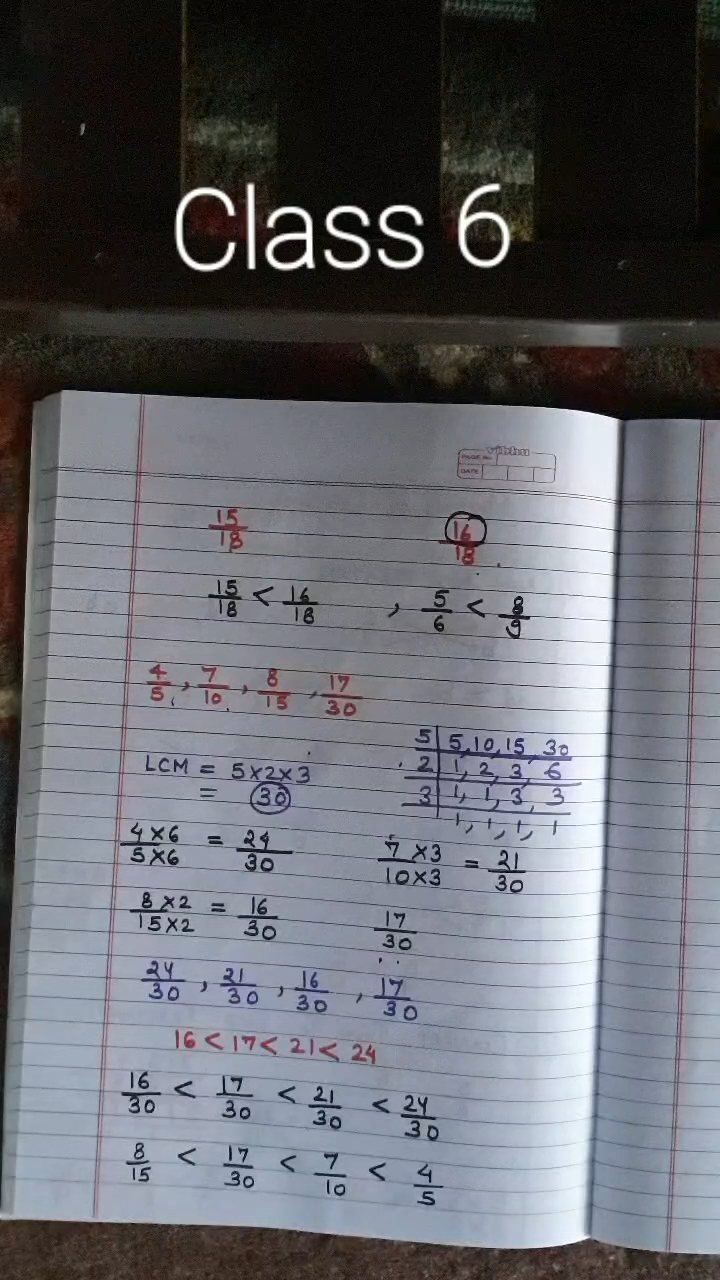 Class 6
vibhu
PAGE No.
DATE
15/18 16/18
15/18 < 16/18 , 5/6 < 8/9
4/5, 7/10, 8/15, 17/30
LCM = 5×2×3
= 30
5 | 5, 10, 15, 30
2 | 1, 2, 3, 6
3 | 1, 1, 3, 3
1, 1, 1, 1
4×6/5×6 = 24/30 7×3/10×3 = 21/30
8×2/15×2 = 16/30 17/30
24/30, 21/30, 16/30, 17/30
16 < 17 < 21 < 24
16/30 < 17/30 < 21/30 < 24/30
8/15 < 17/30 < 7/10 < 4/5